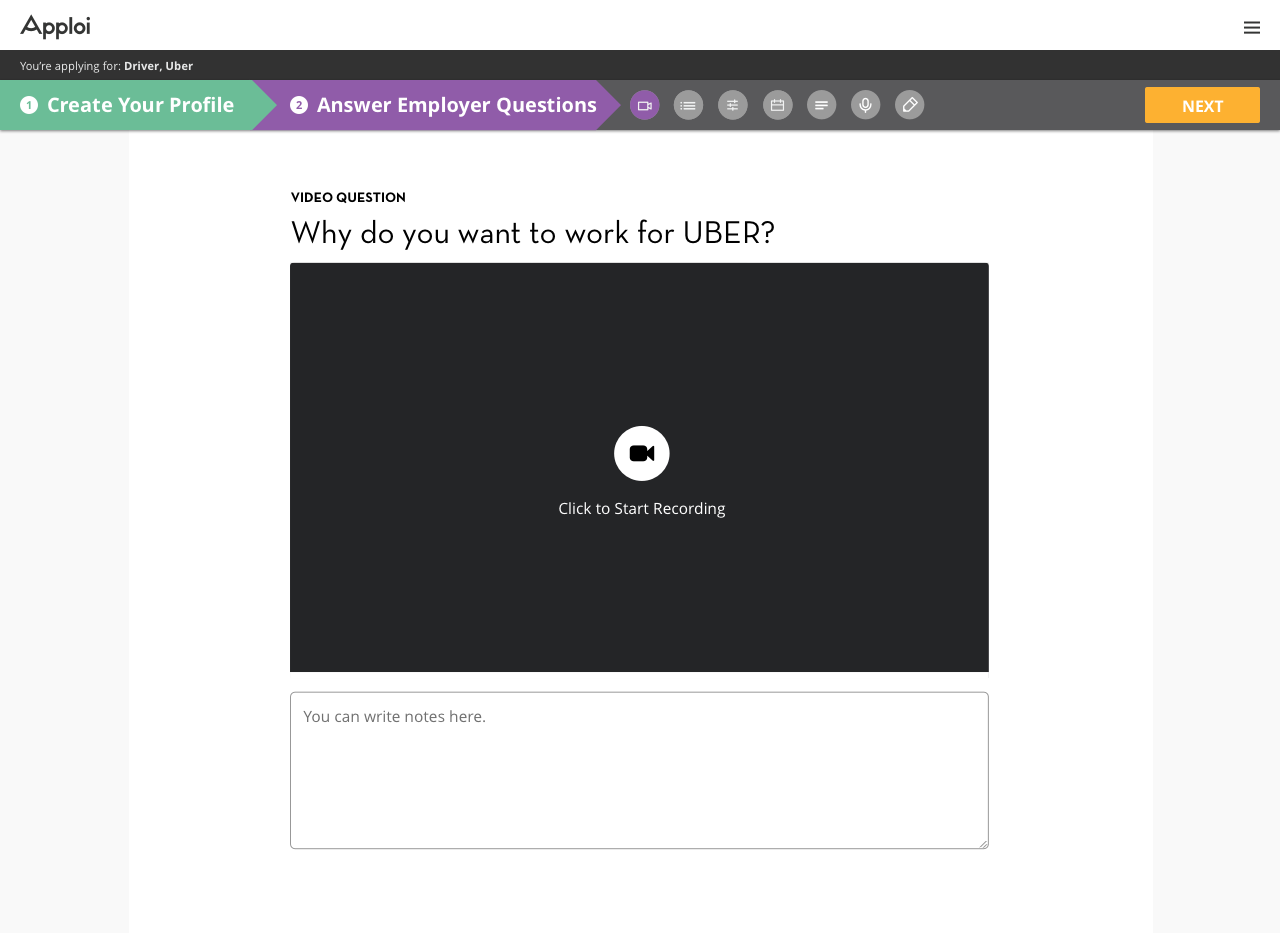 Apploi
You're applying for: Driver, Uber
1 Create Your Profile
2 Answer Employer Questions
NEXT
VIDEO QUESTION
Why do you want to work for UBER?
Click to Start Recording
You can write notes here.